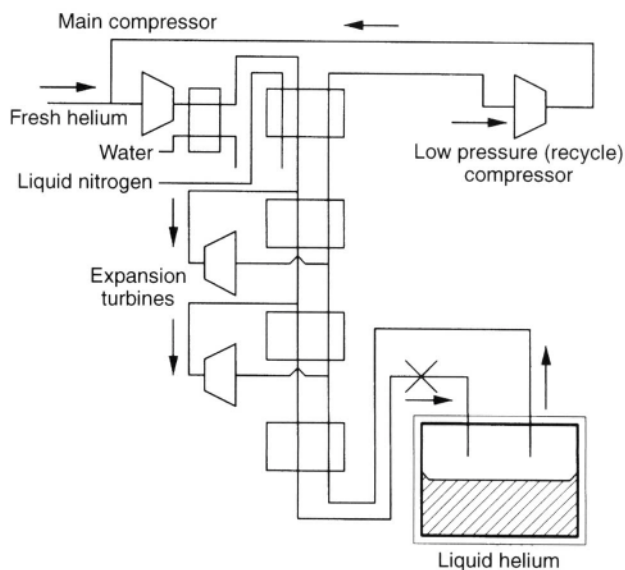 Main compressor
Fresh helium
Water
Liquid nitrogen
Low pressure (recycle)
compressor
Expansion
turbines
Liquid helium